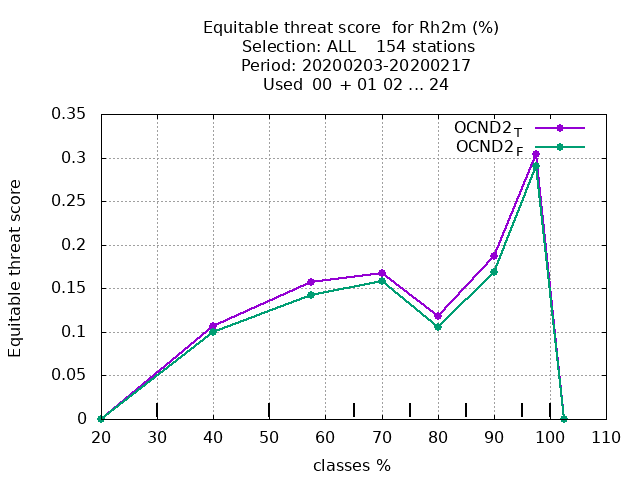 Equitable threat score  for Rh2m (%)
Selection: ALL    154 stations
Period: 20200203-20200217
Used  00 + 01 02 ... 24
OCND2T
OCND2F
Equitable threat score
0.35
0.3
0.25
0.2
0.15
0.1
0.05
0
20 30 40 50 60 70 80 90 100 110
classes %